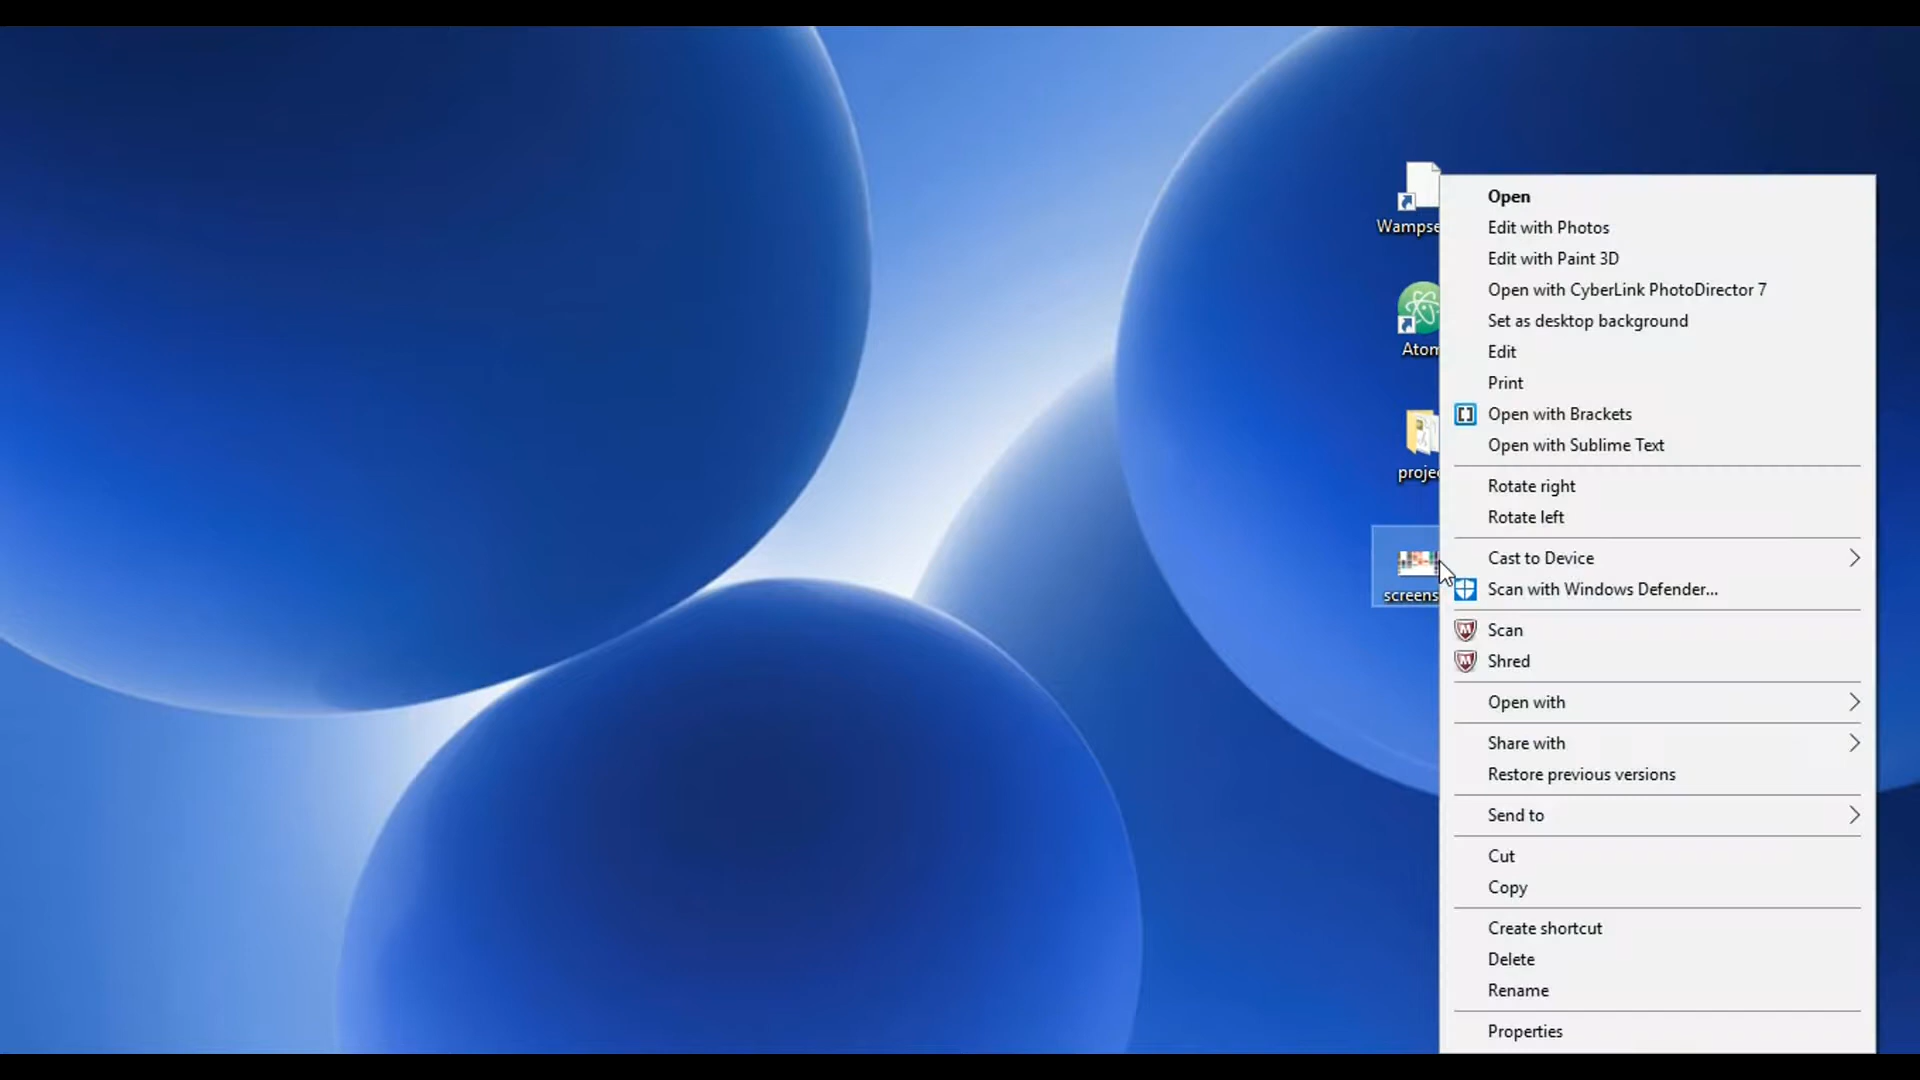 Wampse
Atom
projec
screens
Open
Edit with Photos
Edit with Paint 3D
Open with CyberLink PhotoDirector 7
Set as desktop background
Edit
Print
Open with Brackets
Open with Sublime Text
Rotate right
Rotate left
Cast to Device
Scan with Windows Defender...
Scan
Shred
Open with
Share with
Restore previous versions
Send to
Cut
Copy
Create shortcut
Delete
Rename
Properties